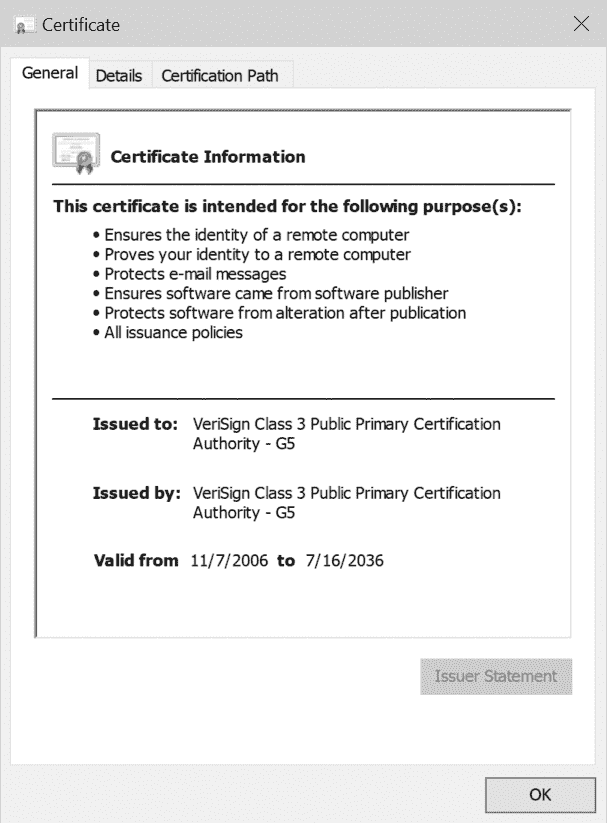 Certificate
General
Details
Certification Path
Certificate Information
This certificate is intended for the following purpose(s):
• Ensures the identity of a remote computer
• Proves your identity to a remote computer
• Protects e-mail messages
• Ensures software came from software publisher
• Protects software from alteration after publication
• All issuance policies
Issued to: VeriSign Class 3 Public Primary Certification
Authority - G5
Issued by: VeriSign Class 3 Public Primary Certification
Authority - G5
Valid from 11/7/2006 to 7/16/2036
Issuer Statement
OK